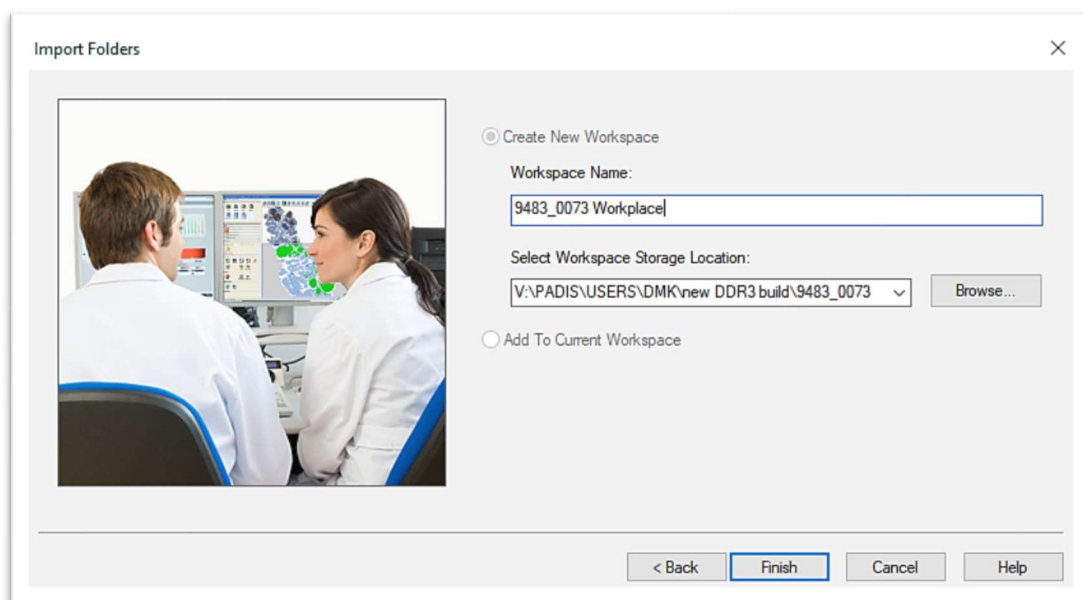 Import Folders
Create New Workspace
Workspace Name:
9483_0073 Workplace
Select Workspace Storage Location:
V:\PADIS\USERS\DMK\new DDR3 build\9483_0073
Browse...
Add To Current Workspace
< Back
Finish
Cancel
Help